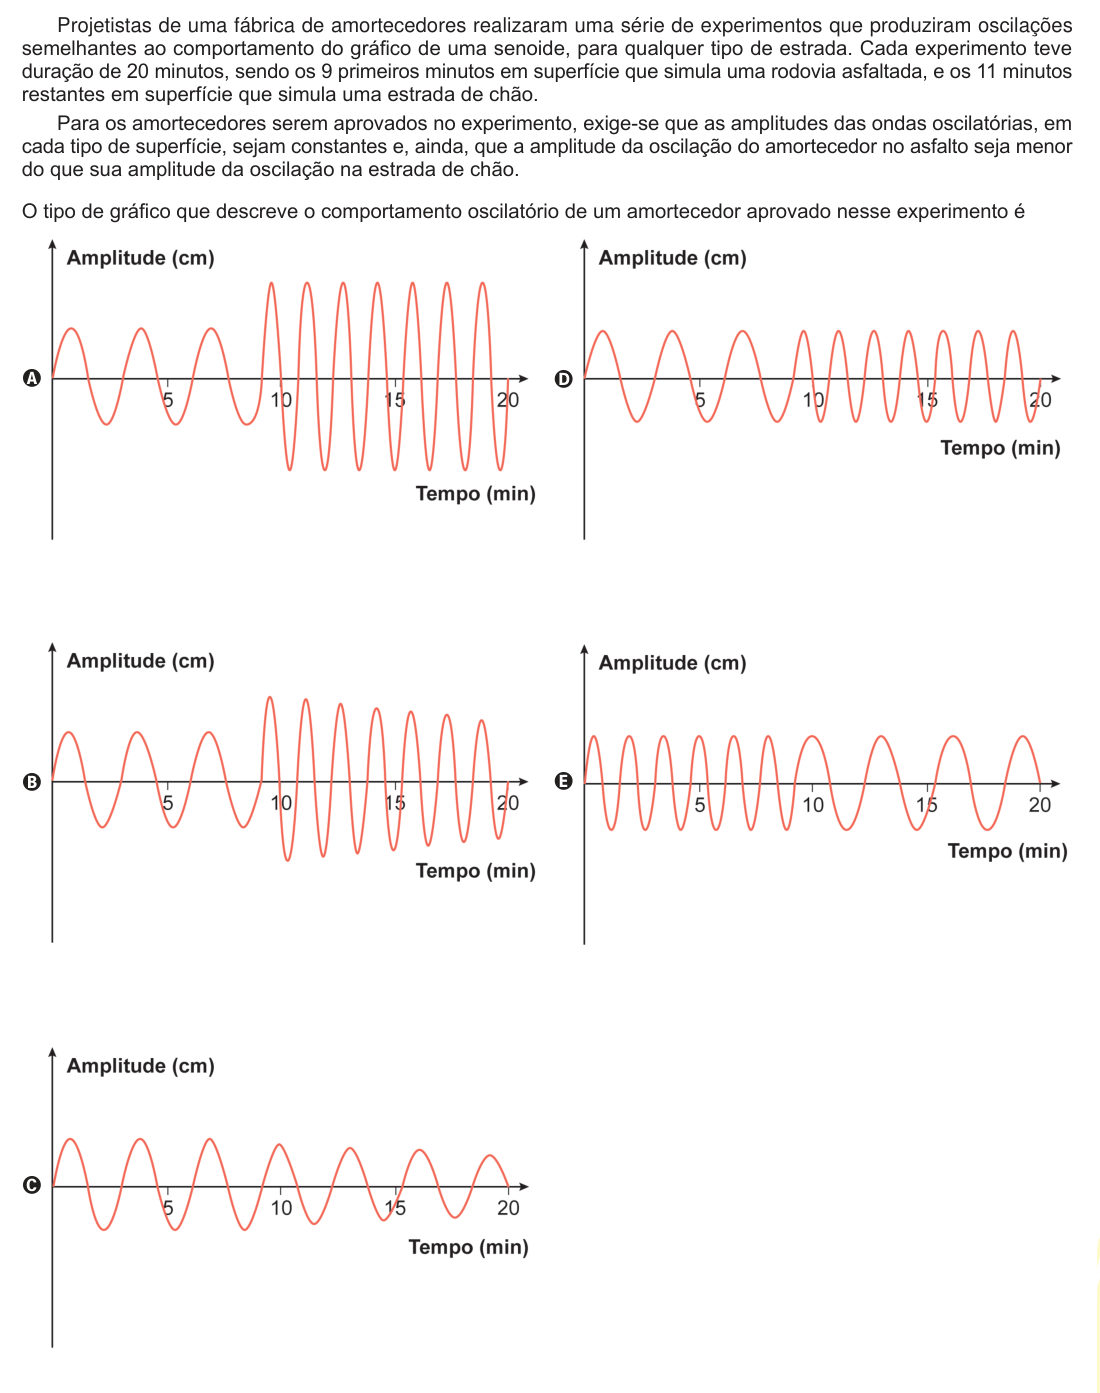 Projetistas de uma fábrica de amortecedores realizaram uma série de experimentos que produziram oscilações
semelhantes ao comportamento do gráfico de uma senoide, para qualquer tipo de estrada. Cada experimento teve
duração de 20 minutos, sendo os 9 primeiros minutos em superfície que simula uma rodovia asfaltada, e os 11 minutos
restantes em superfície que simula uma estrada de chão.
Para os amortecedores serem aprovados no experimento, exige-se que as amplitudes das ondas oscilatórias, em
cada tipo de superfície, sejam constantes e, ainda, que a amplitude da oscilação do amortecedor no asfalto seja menor
do que sua amplitude da oscilação na estrada de chão.
O tipo de gráfico que descreve o comportamento oscilatório de um amortecedor aprovado nesse experimento é
Amplitude (cm)
A
5 10 15 20
Tempo (min)
Amplitude (cm)
B
5 10 15 20
Tempo (min)
Amplitude (cm)
C
5 10 15 20
Tempo (min)
Amplitude (cm)
D
5 10 15 20
Tempo (min)
Amplitude (cm)
E
5 10 15 20
Tempo (min)